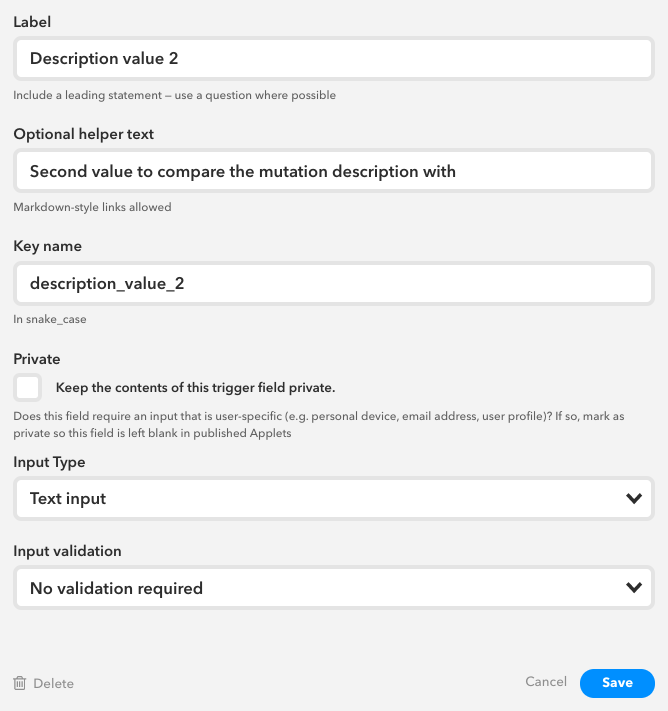 Label
Description value 2
Include a leading statement – use a question where possible
Optional helper text
Second value to compare the mutation description with
Markdown-style links allowed
Key name
description_value_2
In snake_case
Private
Keep the contents of this trigger field private.
Does this field require an input that is user-specific (e.g. personal device, email address, user profile)? If so, mark as
private so this field is left blank in published Applets
Input Type
Text input
Input validation
No validation required
Delete
Cancel
Save